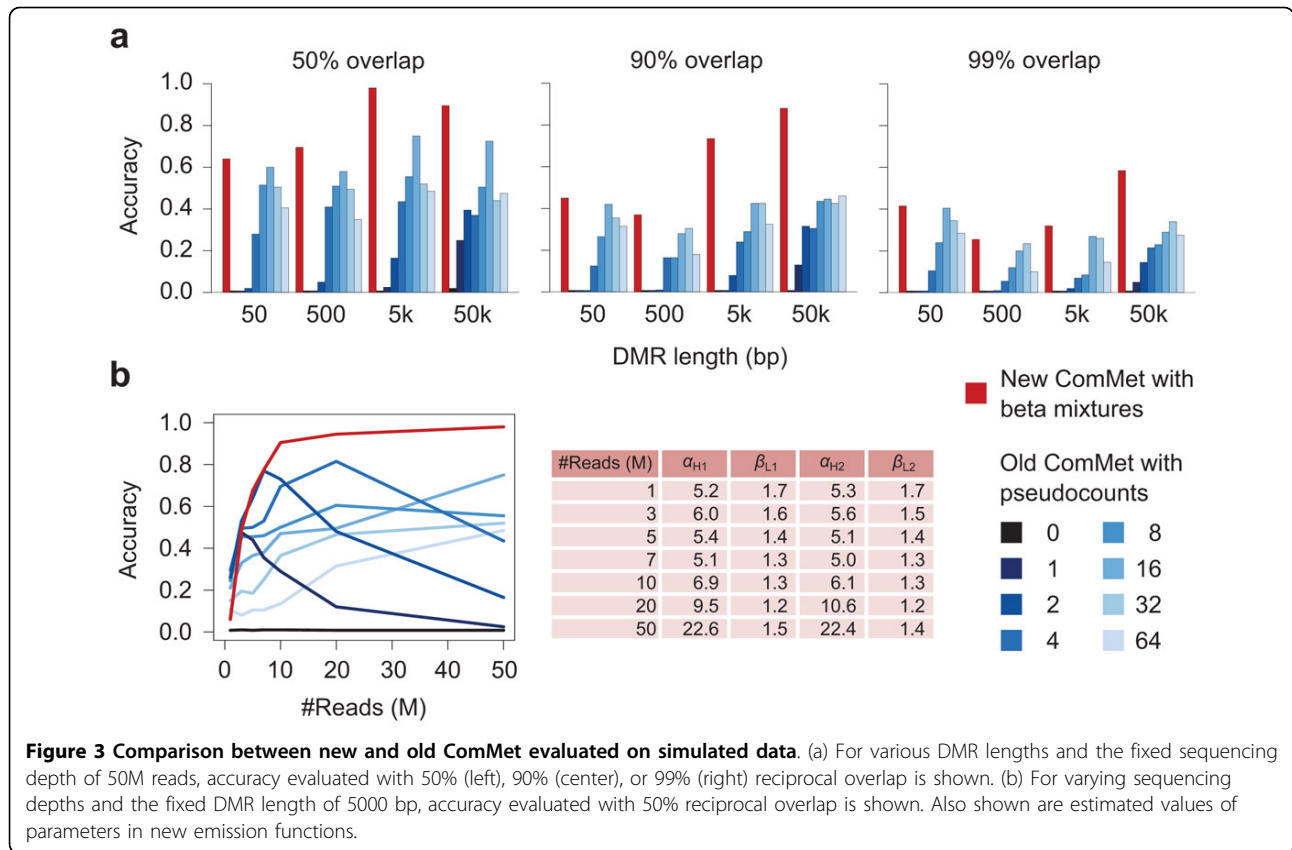 a
50% overlap 90% overlap 99% overlap
1.0
0.8
0.6
0.4
0.2
0.0
Accuracy
50 500 5k 50k 50 500 5k 50k 50 500 5k 50k
DMR length (bp)
b
1.0
0.8
0.6
0.4
0.2
0.0
Accuracy
0 10 20 30 40 50
#Reads (M)
#Reads (M) αH1 βL1 αH2 βL2
1 5.2 1.7 5.3 1.7
3 6.0 1.6 5.6 1.5
5 5.4 1.4 5.1 1.4
7 5.1 1.3 5.0 1.3
10 6.9 1.3 6.1 1.3
20 9.5 1.2 10.6 1.2
50 22.6 1.5 22.4 1.4
New ComMet with
beta mixtures
Old ComMet with
pseudocounts
0 8
1 16
2 32
4 64
Figure 3 Comparison between new and old ComMet evaluated on simulated data. (a) For various DMR lengths and the fixed sequencing
depth of 50M reads, accuracy evaluated with 50% (left), 90% (center), or 99% (right) reciprocal overlap is shown. (b) For varying sequencing
depths and the fixed DMR length of 5000 bp, accuracy evaluated with 50% reciprocal overlap is shown. Also shown are estimated values of
parameters in new emission functions.